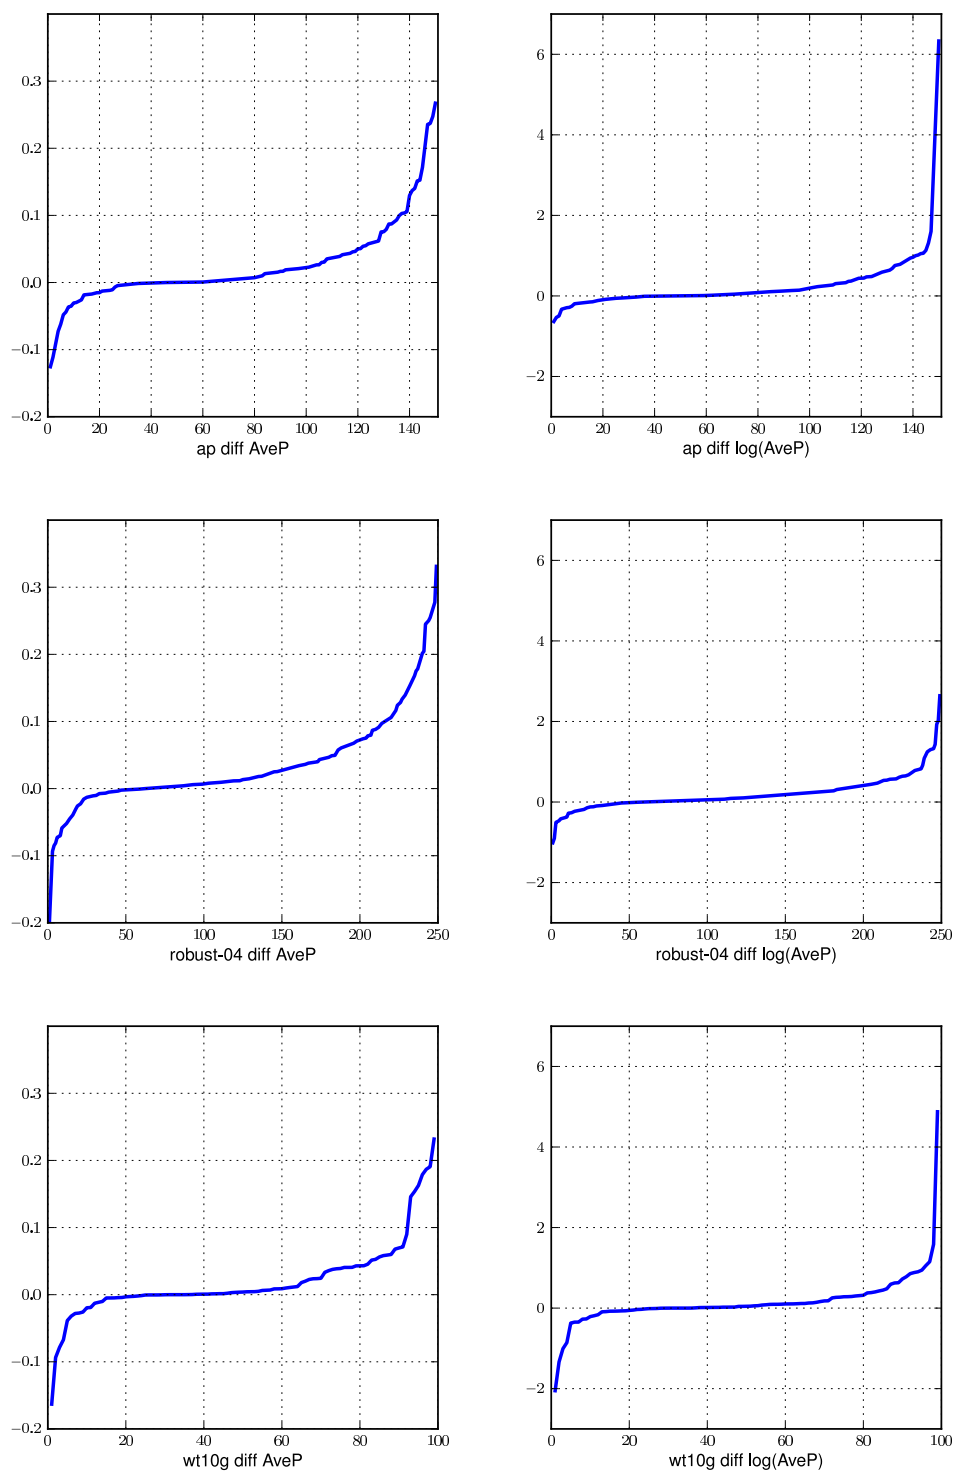 0.3
0.2
0.1
0.0
−0.1
−0.2
0 20 40 60 80 100 120 140
ap diff AveP
6
4
2
0
−2
0 20 40 60 80 100 120 140
ap diff log(AveP)
0.3
0.2
0.1
0.0
−0.1
−0.2
0 50 100 150 200 250
robust-04 diff AveP
6
4
2
0
−2
0 50 100 150 200 250
robust-04 diff log(AveP)
0.3
0.2
0.1
0.0
−0.1
−0.2
0 20 40 60 80 100
wt10g diff AveP
6
4
2
0
−2
0 20 40 60 80 100
wt10g diff log(AveP)